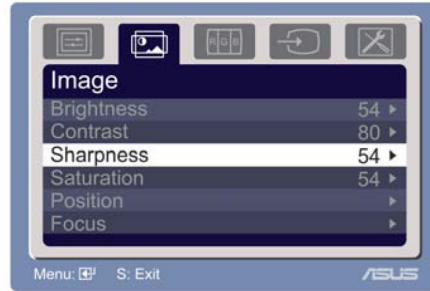 R G B
Image
Brightness 54
Contrast 80
Sharpness 54
Saturation 54
Position
Focus
Menu: S: Exit
ASUS